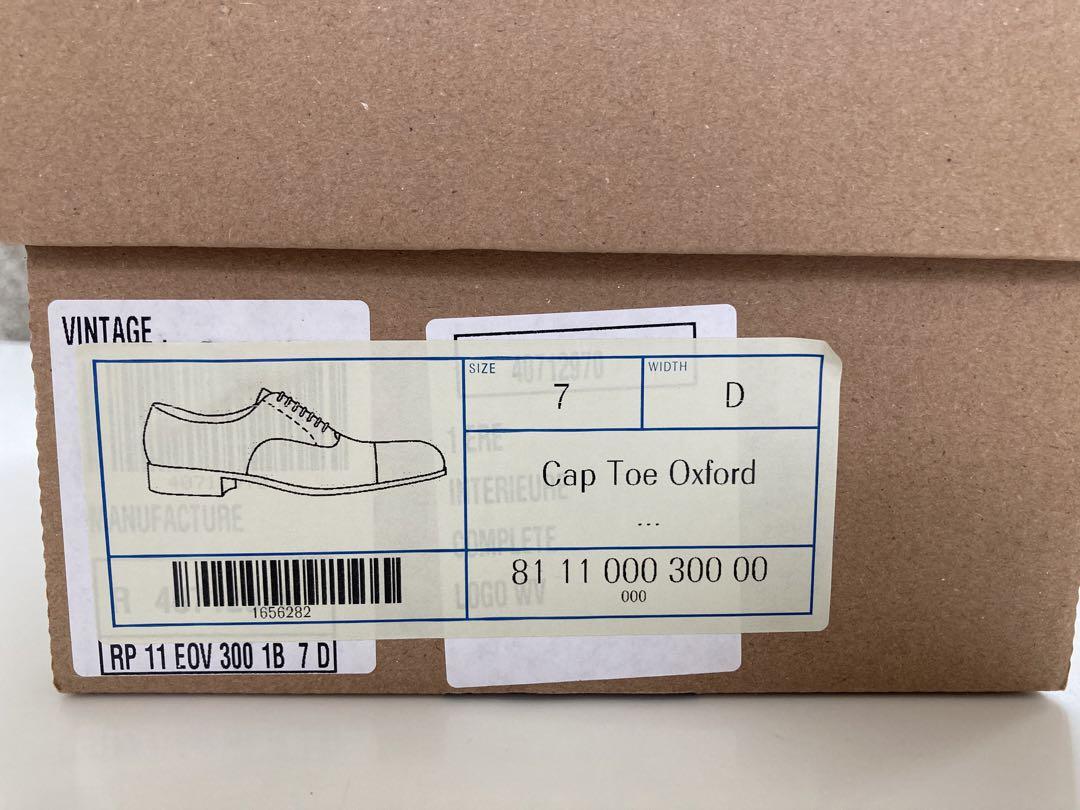 VINTAGE
40712970
SIZE
7
WIDTH
D
1 ERE
Cap Toe Oxford
INTERIEURE
...
MANUFACTURE
COMPLETE
81 11 000 300 00
000
LOGO WV
1656282
RP 11 EOV 300 1B 7 D